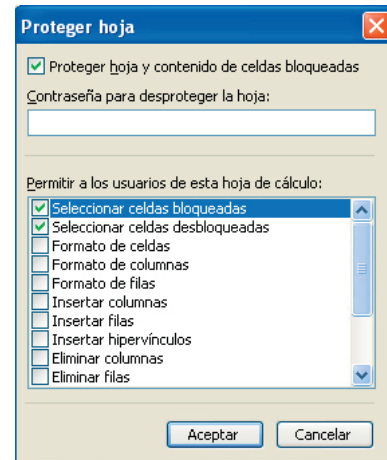 Proteger hoja
Proteger hoja y contenido de celdas bloqueadas
Contraseña para desproteger la hoja:
Permitir a los usuarios de esta hoja de cálculo:
Seleccionar celdas bloqueadas
Seleccionar celdas desbloqueadas
Formato de celdas
Formato de columnas
Formato de filas
Insertar columnas
Insertar filas
Insertar hipervínculos
Eliminar columnas
Eliminar filas
Aceptar
Cancelar